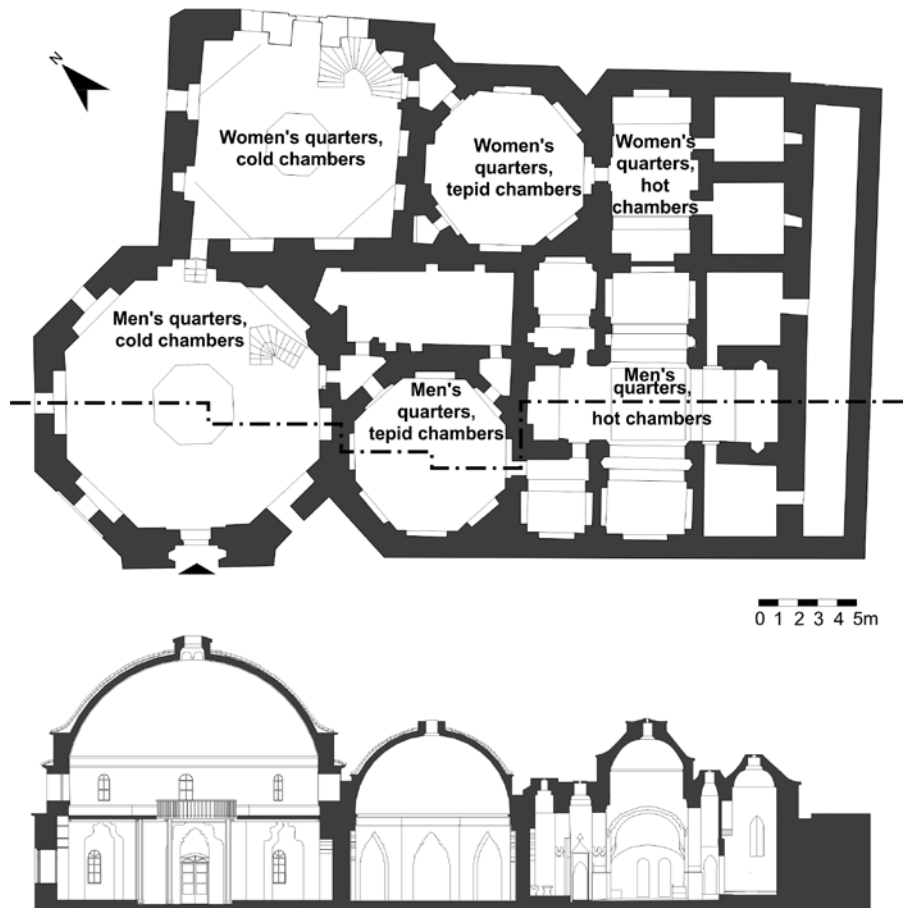 N
Women's quarters,
cold chambers
Women's
quarters,
tepid chambers
Women's
quarters,
hot
chambers
Men's quarters,
cold chambers
Men's
quarters,
tepid chambers
Men's
quarters,
hot chambers
0 1 2 3 4 5m